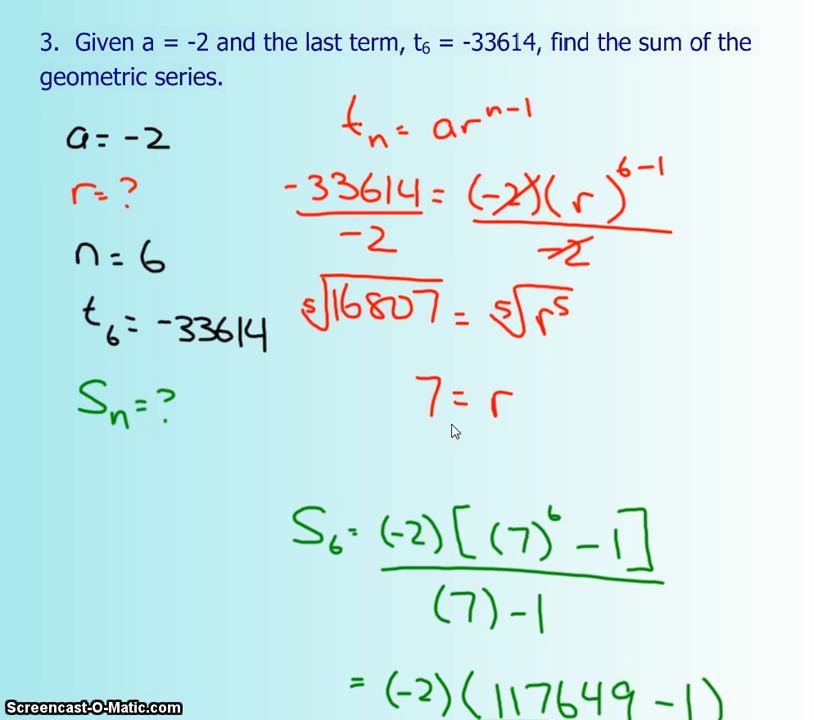 3. Given a = -2 and the last term, t₆ = -33614, find the sum of the
geometric series.
a = -2
r = ?
n = 6
t₆ = -33614
Sₙ = ?
tₙ = arⁿ⁻¹
-33614 / -2 = (-2)(r)⁶⁻¹ / -2
⁵√16807 = ⁵√r⁵
7 = r
S₆ = (-2)[(7)⁶ - 1] / (7) - 1
= (-2)(117649 - 1)
Screencast-O-Matic.com